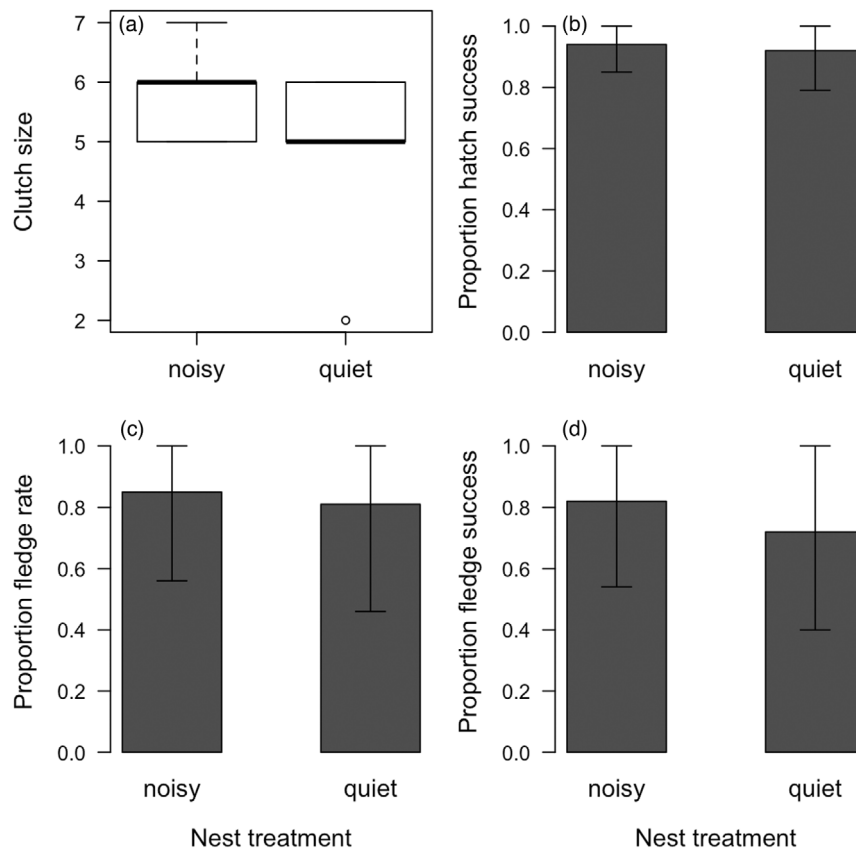 (a)
Clutch size
7
6
5
4
3
2
noisy
quiet
(b)
Proportion hatch success
1.0
0.8
0.6
0.4
0.2
0.0
noisy
quiet
(c)
Proportion fledge rate
1.0
0.8
0.6
0.4
0.2
0.0
noisy
quiet
Nest treatment
(d)
Proportion fledge success
1.0
0.8
0.6
0.4
0.2
0.0
noisy
quiet
Nest treatment